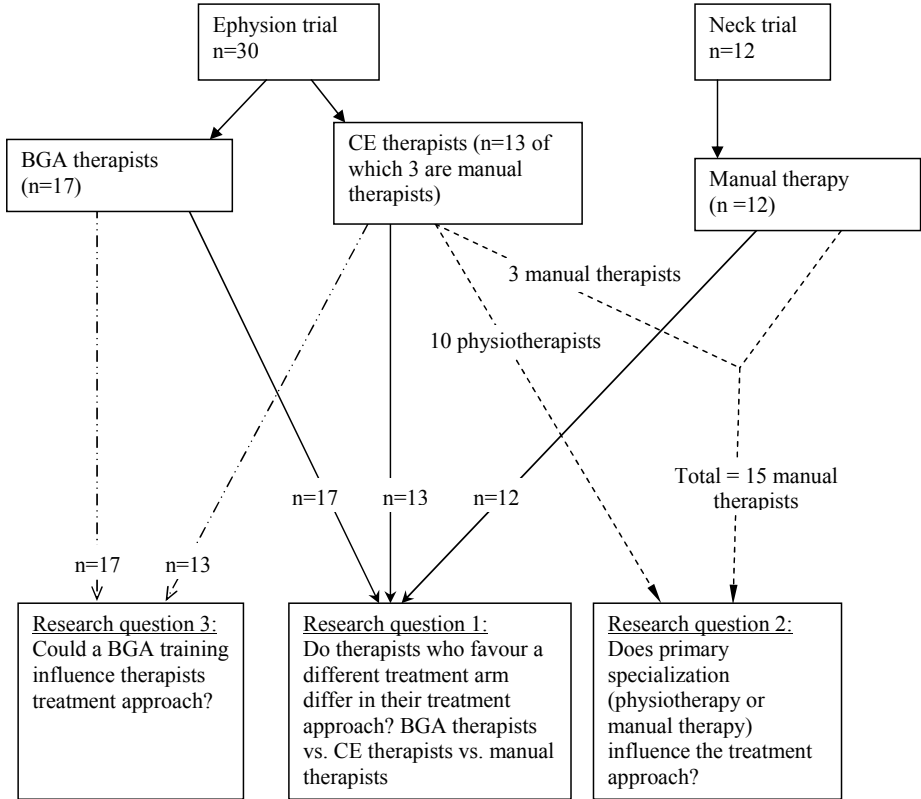 Ephysion trial
n=30
Neck trial
n=12
BGA therapists
(n=17)
CE therapists (n=13 of
which 3 are manual
therapists)
Manual therapy
(n =12)
3 manual therapists
10 physiotherapists
Total = 15 manual
therapists
n=17
n=13
n=12
n=17
n=13
Research question 3:
Could a BGA training
influence therapists
treatment approach?
Research question 1:
Do therapists who favour a
different treatment arm
differ in their treatment
approach? BGA therapists
vs. CE therapists vs. manual
therapists
Research question 2:
Does primary
specialization
(physiotherapy or
manual therapy)
influence the treatment
approach?